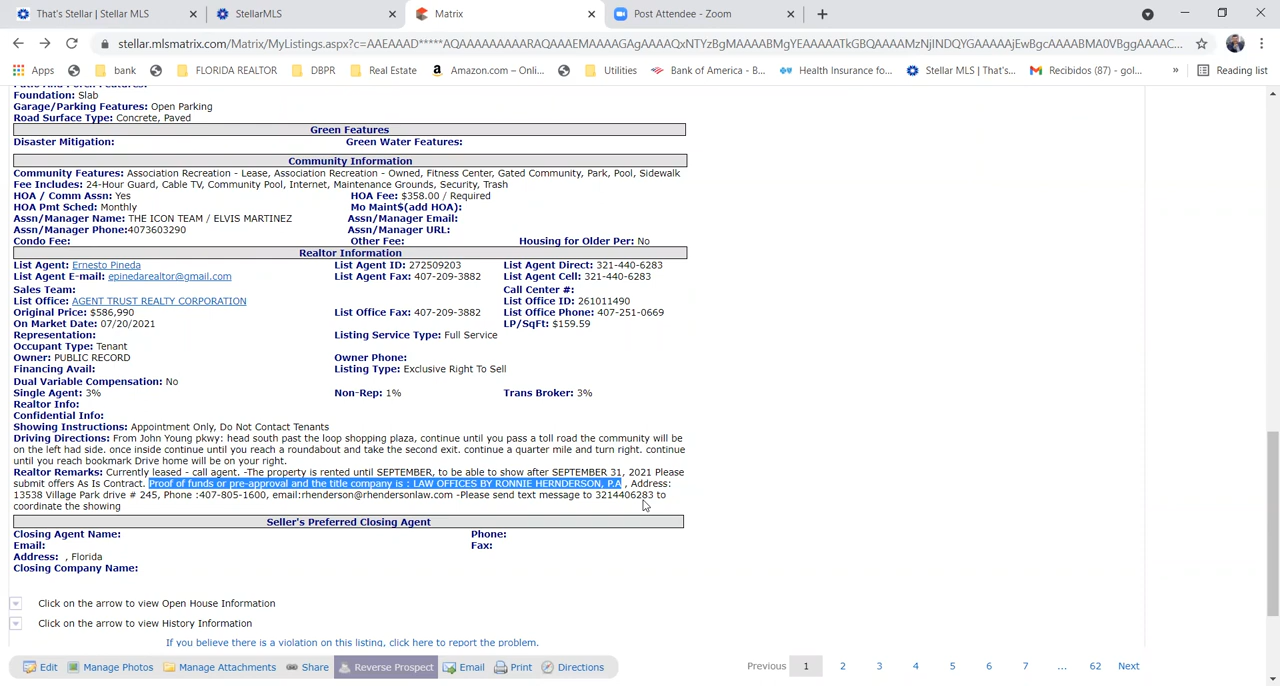 That's Stellar | Stellar MLS
StellarMLS
Matrix
Post Attendee - Zoom
stellar.mlsmatrix.com/Matrix/MyListings.aspx?c=
Apps bank FLORIDA REALTOR DBPR Real Estate Amazon.com – Onli... Utilities Bank of America - B... Health Insurance fo... Stellar MLS | That's... Recibidos (87) - gol... » Reading list
Foundation: Slab
Garage/Parking Features: Open Parking
Road Surface Type: Concrete, Paved
Green Features
Disaster Mitigation: Green Water Features:
Community Information
Community Features: Association Recreation - Lease, Association Recreation - Owned, Fitness Center, Gated Community, Park, Pool, Sidewalk
Fee Includes: 24-Hour Guard, Cable TV, Community Pool, Internet, Maintenance Grounds, Security, Trash
HOA / Comm Assn: Yes HOA Fee: $358.00 / Required
HOA Pmt Sched: Monthly Mo Maint$(add HOA):
Assn/Manager Name: THE ICON TEAM / ELVIS MARTINEZ Assn/Manager Email:
Assn/Manager Phone:4073603290 Assn/Manager URL:
Condo Fee: Other Fee: Housing for Older Per: No
Realtor Information
List Agent: Ernesto Pineda List Agent ID: 272509203 List Agent Direct: 321-440-6283
List Agent E-mail: epinedarealtor@gmail.com List Agent Fax: 407-209-3882 List Agent Cell: 321-440-6283
Sales Team: Call Center #:
List Office: AGENT TRUST REALTY CORPORATION List Office ID: 261011490
Original Price: $586,990 List Office Fax: 407-209-3882 List Office Phone: 407-251-0669
On Market Date: 07/20/2021 LP/SqFt: $159.59
Representation: Listing Service Type: Full Service
Occupant Type: Tenant
Owner: PUBLIC RECORD Owner Phone:
Financing Avail: Listing Type: Exclusive Right To Sell
Dual Variable Compensation: No
Single Agent: 3% Non-Rep: 1% Trans Broker: 3%
Realtor Info:
Confidential Info:
Showing Instructions: Appointment Only, Do Not Contact Tenants
Driving Directions: From John Young pkwy: head south past the loop shopping plaza, continue until you pass a toll road the community will be
on the left had side. once inside continue until you reach a roundabout and take the second exit. continue a quarter mile and turn right. continue
until you reach bookmark Drive home will be on your right.
Realtor Remarks: Currently leased - call agent. -The property is rented until SEPTEMBER, to be able to show after SEPTEMBER 31, 2021 Please
submit offers As Is Contract. Proof of funds or pre-approval and the title company is : LAW OFFICES BY RONNIE HERNDERSON, P.A , Address:
13538 Village Park drive # 245, Phone :407-805-1600, email:rhenderson@rhendersonlaw.com -Please send text message to 3214406283 to
coordinate the showing
Seller's Preferred Closing Agent
Closing Agent Name: Phone:
Email: Fax:
Address: , Florida
Closing Company Name:
Click on the arrow to view Open House Information
Click on the arrow to view History Information
If you believe there is a violation on this listing, click here to report the problem.
Edit Manage Photos Manage Attachments Share Reverse Prospect Email Print Directions Previous 1 2 3 4 5 6 7 ... 62 Next